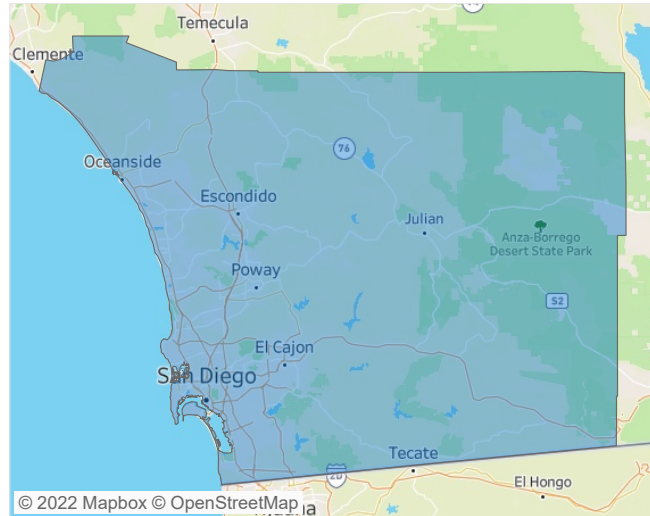 Temecula
Clemente
76
Oceanside
Escondido
Julian
Anza-Borrego
Desert State Park
Poway
S2
El Cajon
San Diego
Tecate
2D
El Hongo
© 2022 Mapbox © OpenStreetMap